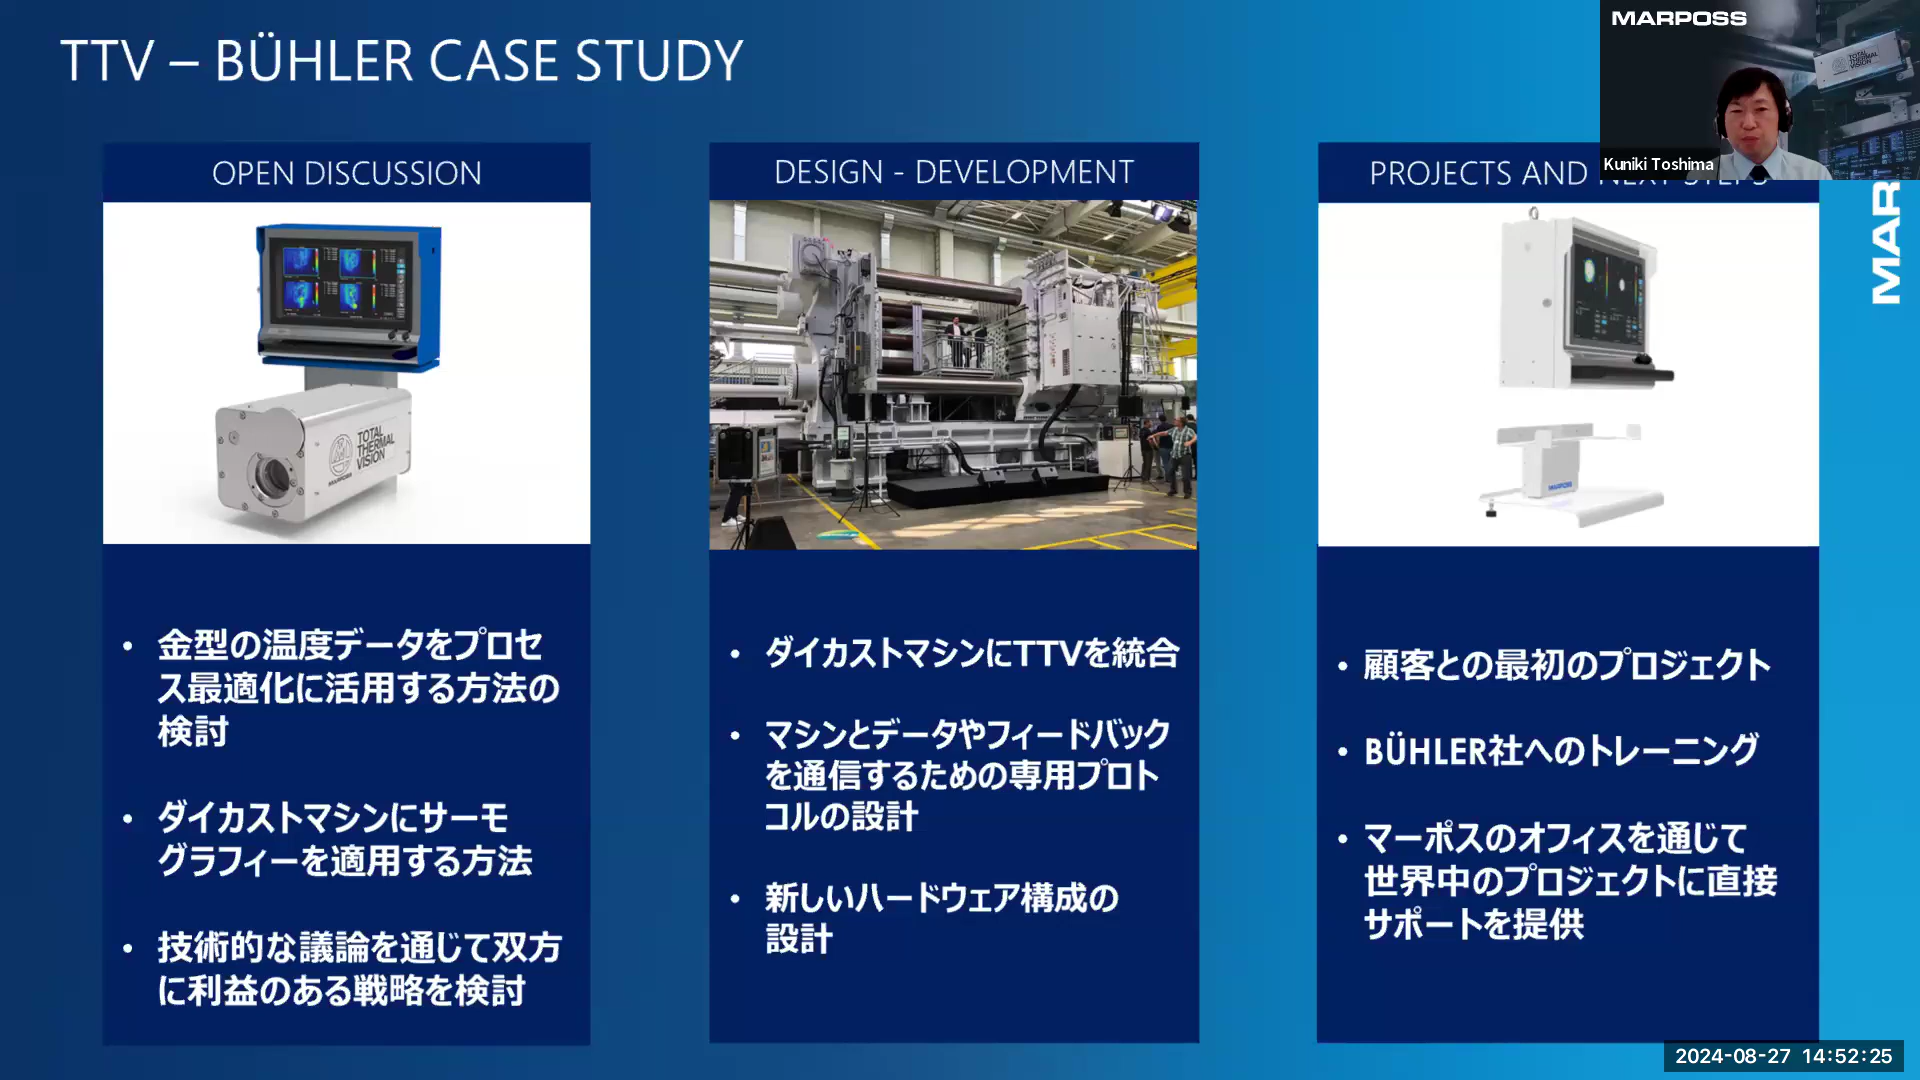 TTV – BÜHLER CASE STUDY
MARPOSS
Kuniki Toshima
MAR
OPEN DISCUSSION
TOTAL
THERMAL
VISION
MARPOSS
金型の温度データをプロセ
ス最適化に活用する方法の
検討
ダイカストマシンにサーモ
グラフィーを適用する方法
技術的な議論を通じて双方
に利益のある戦略を検討
DESIGN - DEVELOPMENT
ダイカストマシンにTTVを統合
マシンとデータやフィードバック
を通信するための専用プロト
コルの設計
新しいハードウェア構成の
設計
PROJECTS AND NEXT STEPS
MARPOSS
顧客との最初のプロジェクト
BÜHLER社へのトレーニング
マーポスのオフィスを通じて
世界中のプロジェクトに直接
サポートを提供
2024-08-27 14:52:25